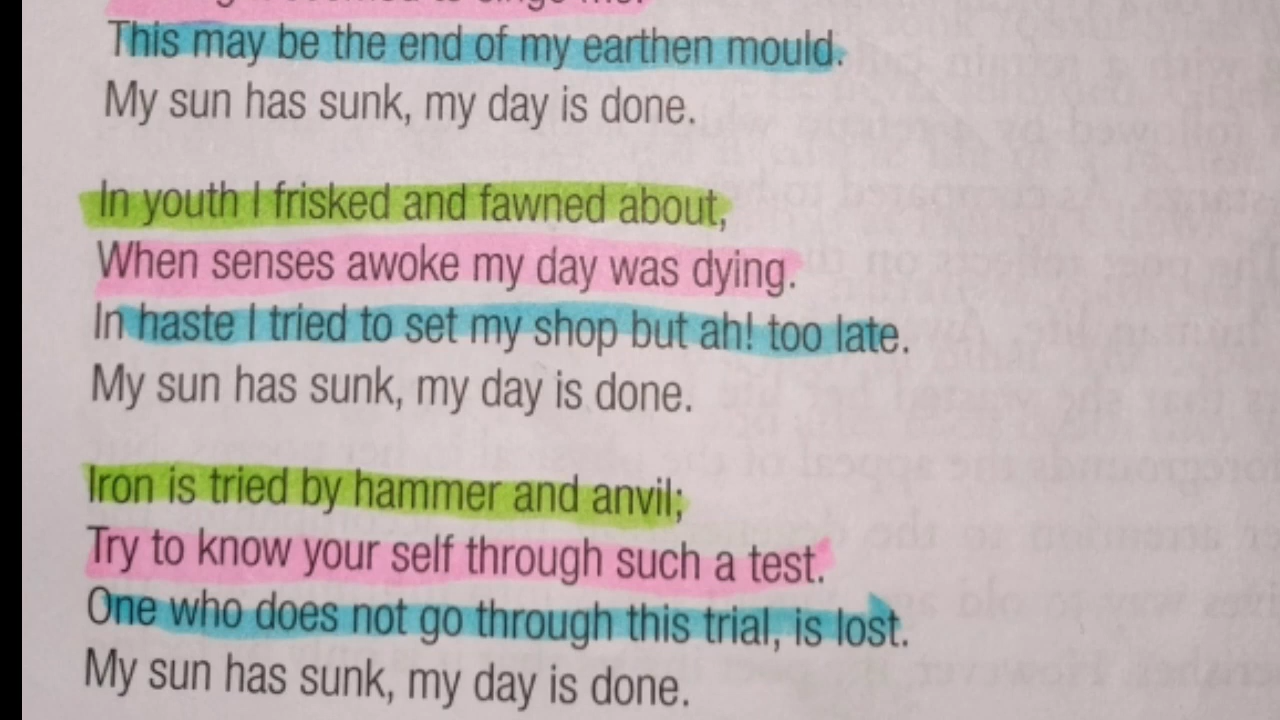 This may be the end of my earthen mould.
My sun has sunk, my day is done.
In youth I frisked and fawned about,
When senses awoke my day was dying.
In haste I tried to set my shop but ah! too late.
My sun has sunk, my day is done.
Iron is tried by hammer and anvil;
Try to know your self through such a test.
One who does not go through this trial, is lost.
My sun has sunk, my day is done.